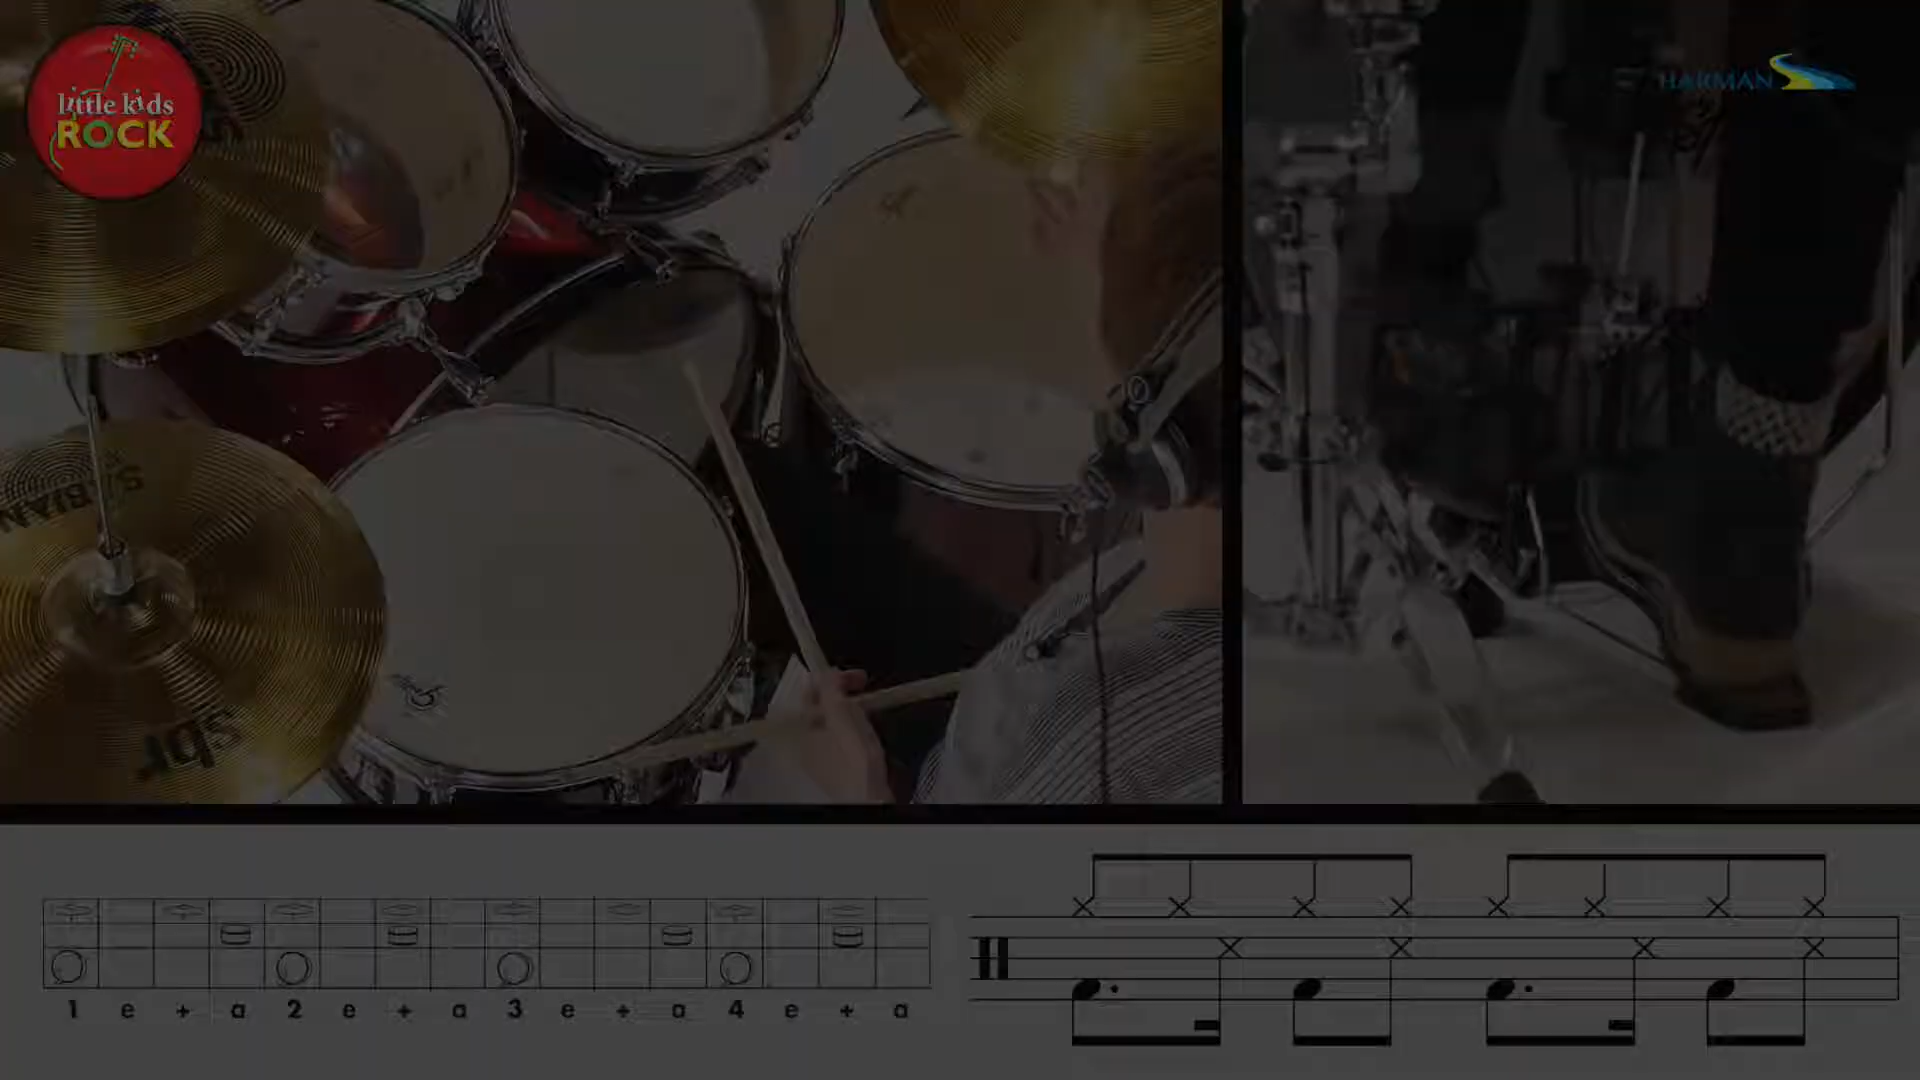 little kids
ROCK
HARMAN
SABIAN
sbr
1 e + a 2 e + a 3 e + a 4 e + a